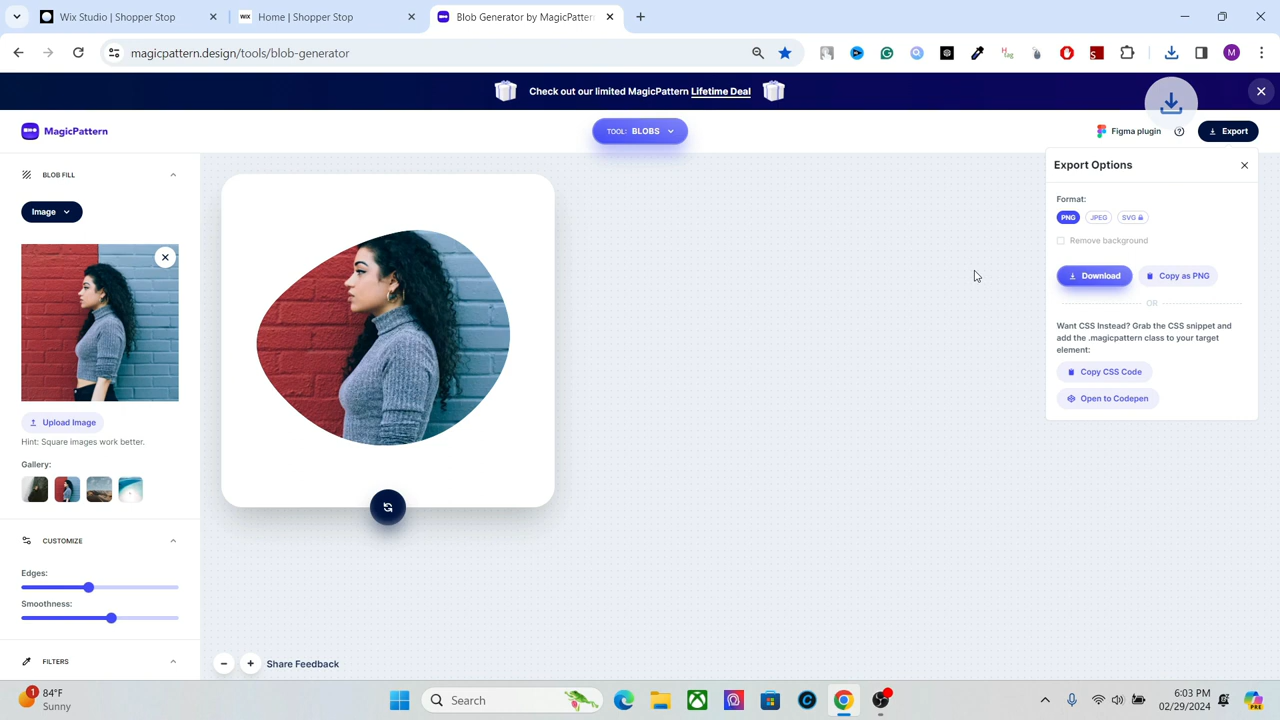 Wix Studio | Shopper Stop
WIX Home | Shopper Stop
Blob Generator by MagicPattern
magicpattern.design/tools/blob-generator
M
Check out our limited MagicPattern Lifetime Deal
MagicPattern
TOOL: BLOBS
Figma plugin
Export
BLOB FILL
Image
Upload Image
Hint: Square images work better.
Gallery:
CUSTOMIZE
Edges:
Smoothness:
FILTERS
Share Feedback
Export Options
Format:
PNG JPEG SVG
Remove background
Download Copy as PNG
OR
Want CSS Instead? Grab the CSS snippet and
add the .magicpattern class to your target
element:
Copy CSS Code
Open to Codepen
1
84°F
Sunny
Search
6:03 PM
02/29/2024